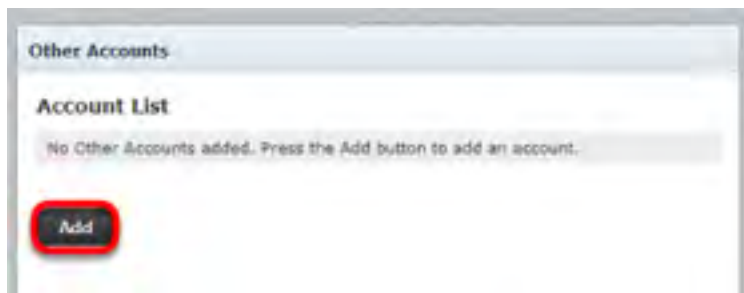 Other Accounts
Account List
No Other Accounts added. Press the Add button to add an account.
Add